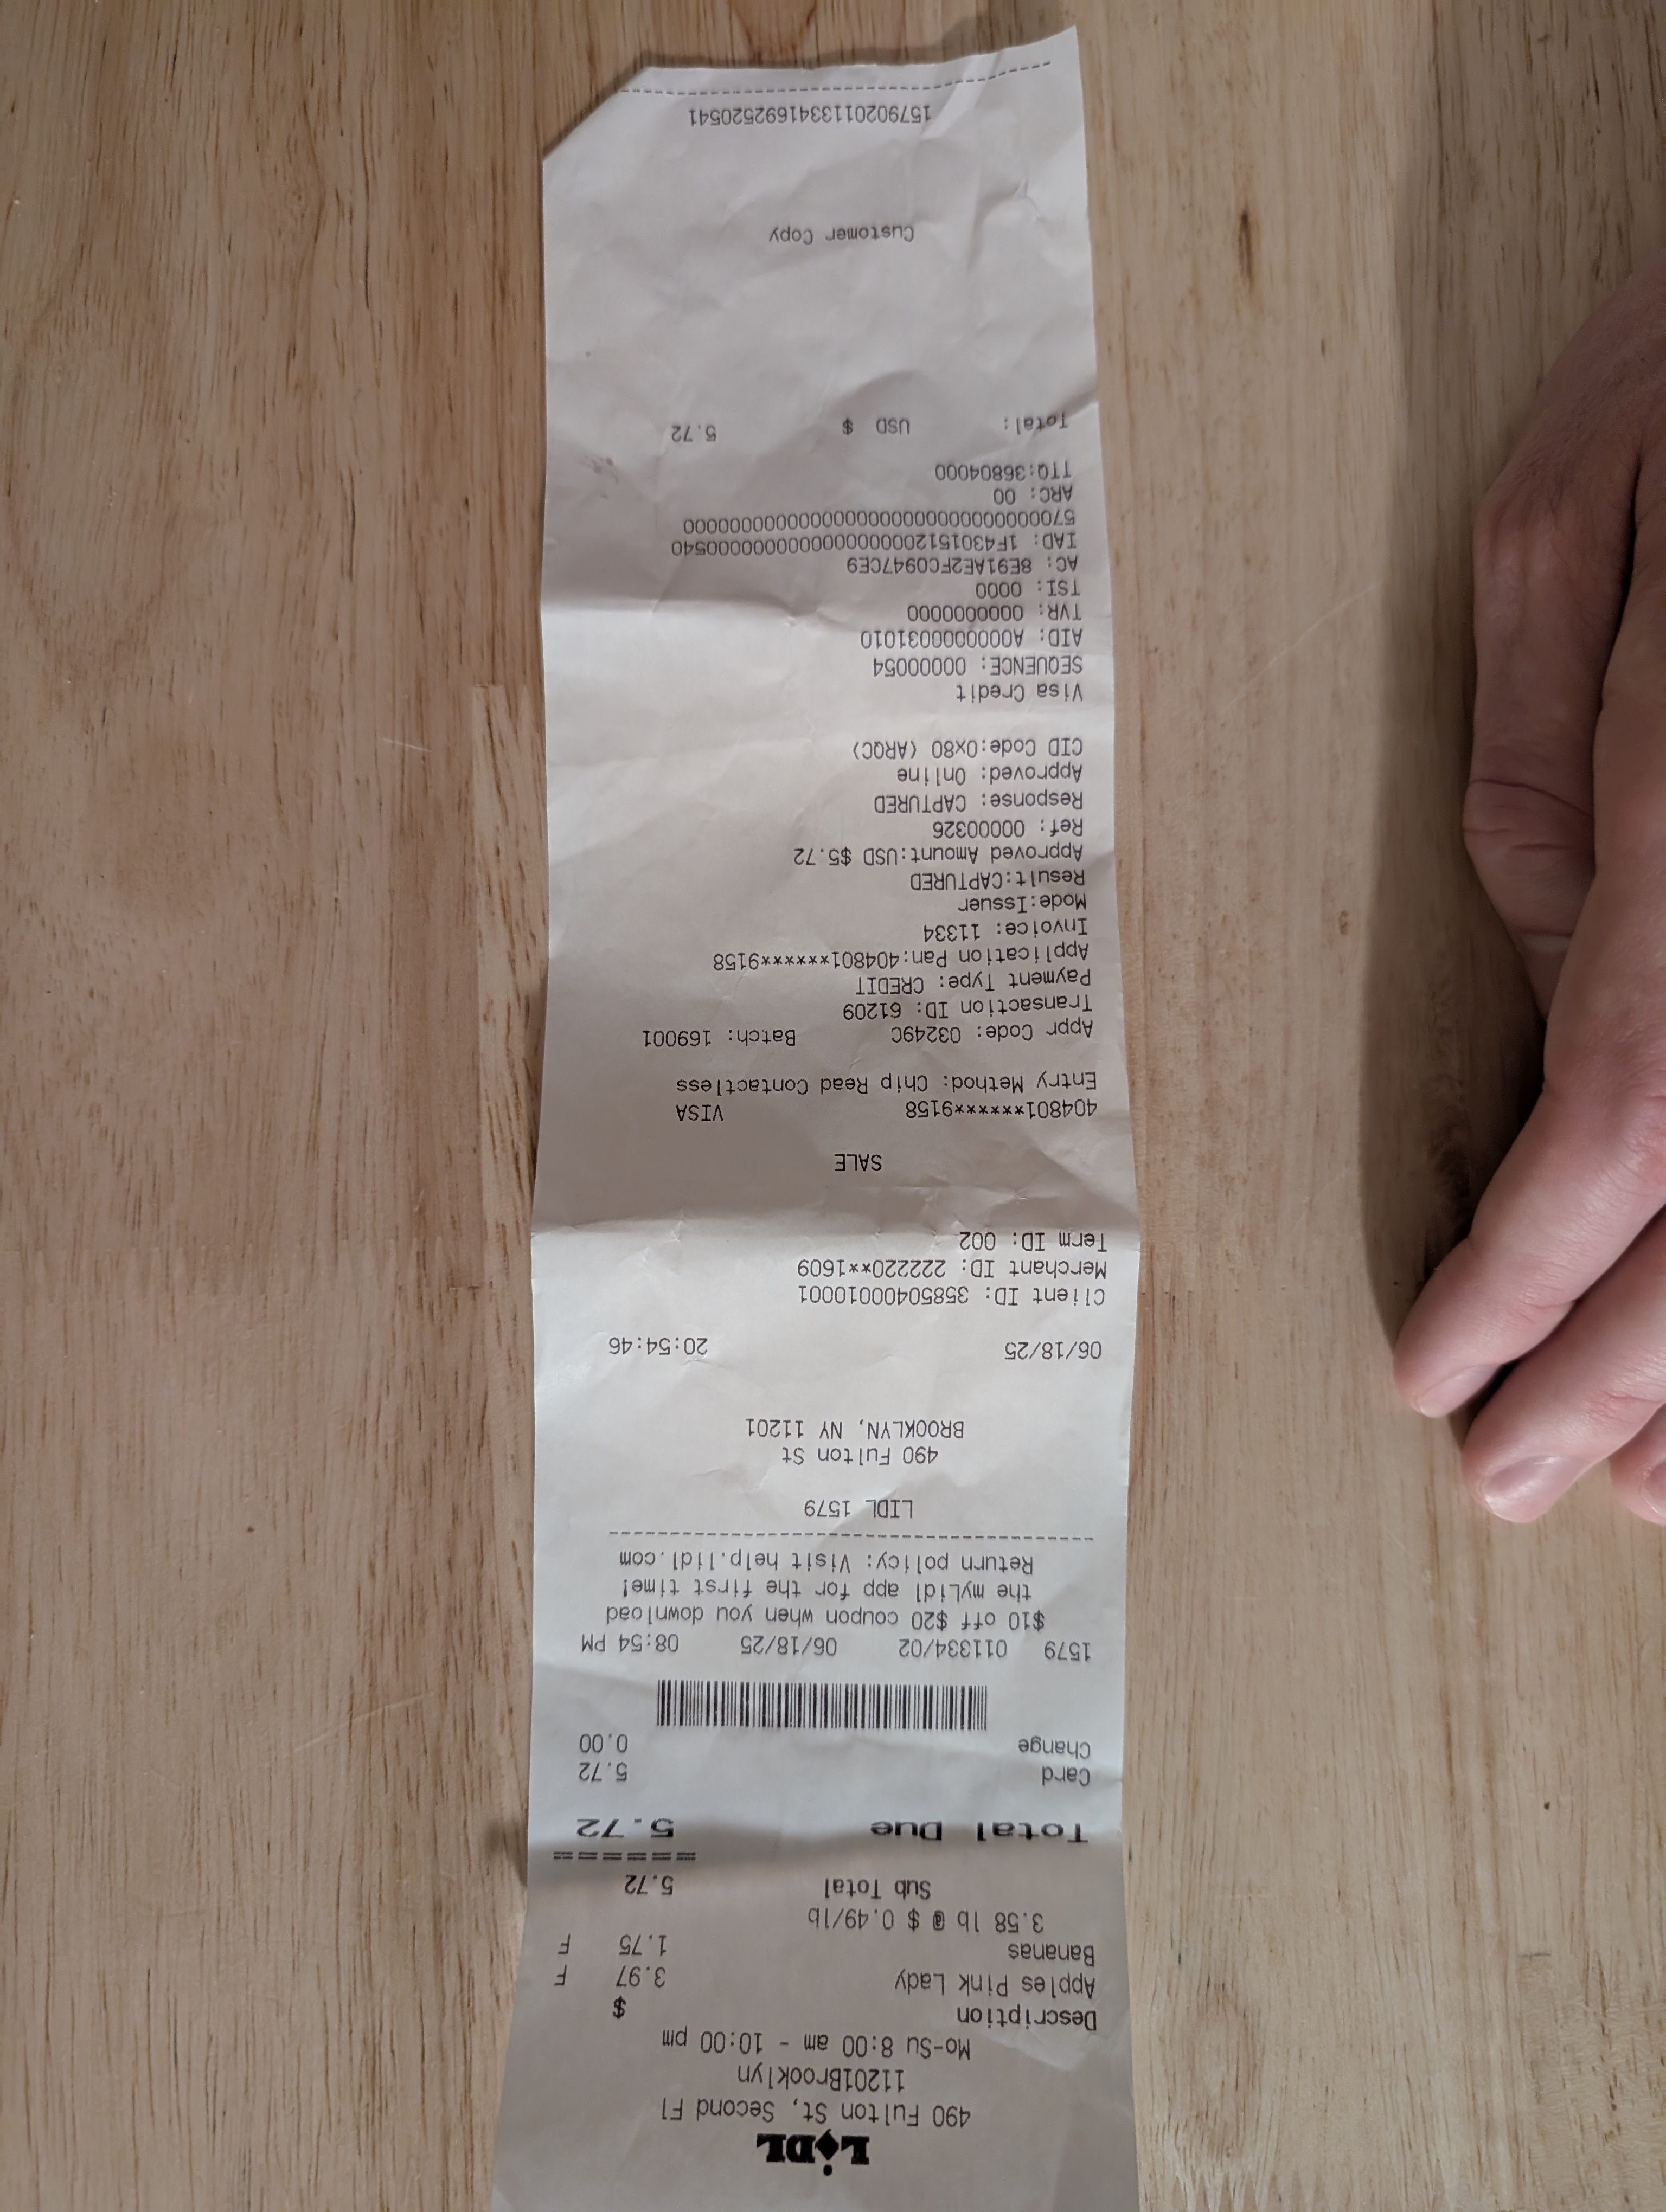 LiDL
490 Fulton St, Second Fl
11201Brooklyn
Mo-Su 8:00 am - 10:00 pm
Description $
Apples Pink Lady 3.97 F
Bananas 1.75 F
3.58 lb @ $ 0.49/lb
Sub Total 5.72
======
Total Due 5.72
Card 5.72
Change 0.00
1579 011334/02 06/18/25 08:54 PM
$10 off $20 coupon when you download
the myLidl app for the first time!
Return policy: Visit help.lidl.com
LIDL 1579
490 Fulton St
BROOKLYN, NY 11201
06/18/25 20:54:46
Client ID: 35850400010001
Merchant ID: 222220**1609
Term ID: 002
SALE
404801******9158 VISA
Entry Method: Chip Read Contactless
Appr Code: 03249C Batch: 169001
Transaction ID: 61209
Payment Type: CREDIT
Application Pan:404801******9158
Invoice: 11334
Mode:Issuer
Result:CAPTURED
Approved Amount:USD $5.72
Ref: 00000326
Response: CAPTURED
Approved: Online
CID Code:0x80 (ARQC)
Visa Credit
SEQUENCE: 00000054
AID: A0000000031010
TVR: 0000000000
TSI: 0000
AC: 8E91AE2FC0947CE9
ARC: 00
TTQ:36804000
Total: USD $ 5.72
Customer Copy
1579020113341692520541